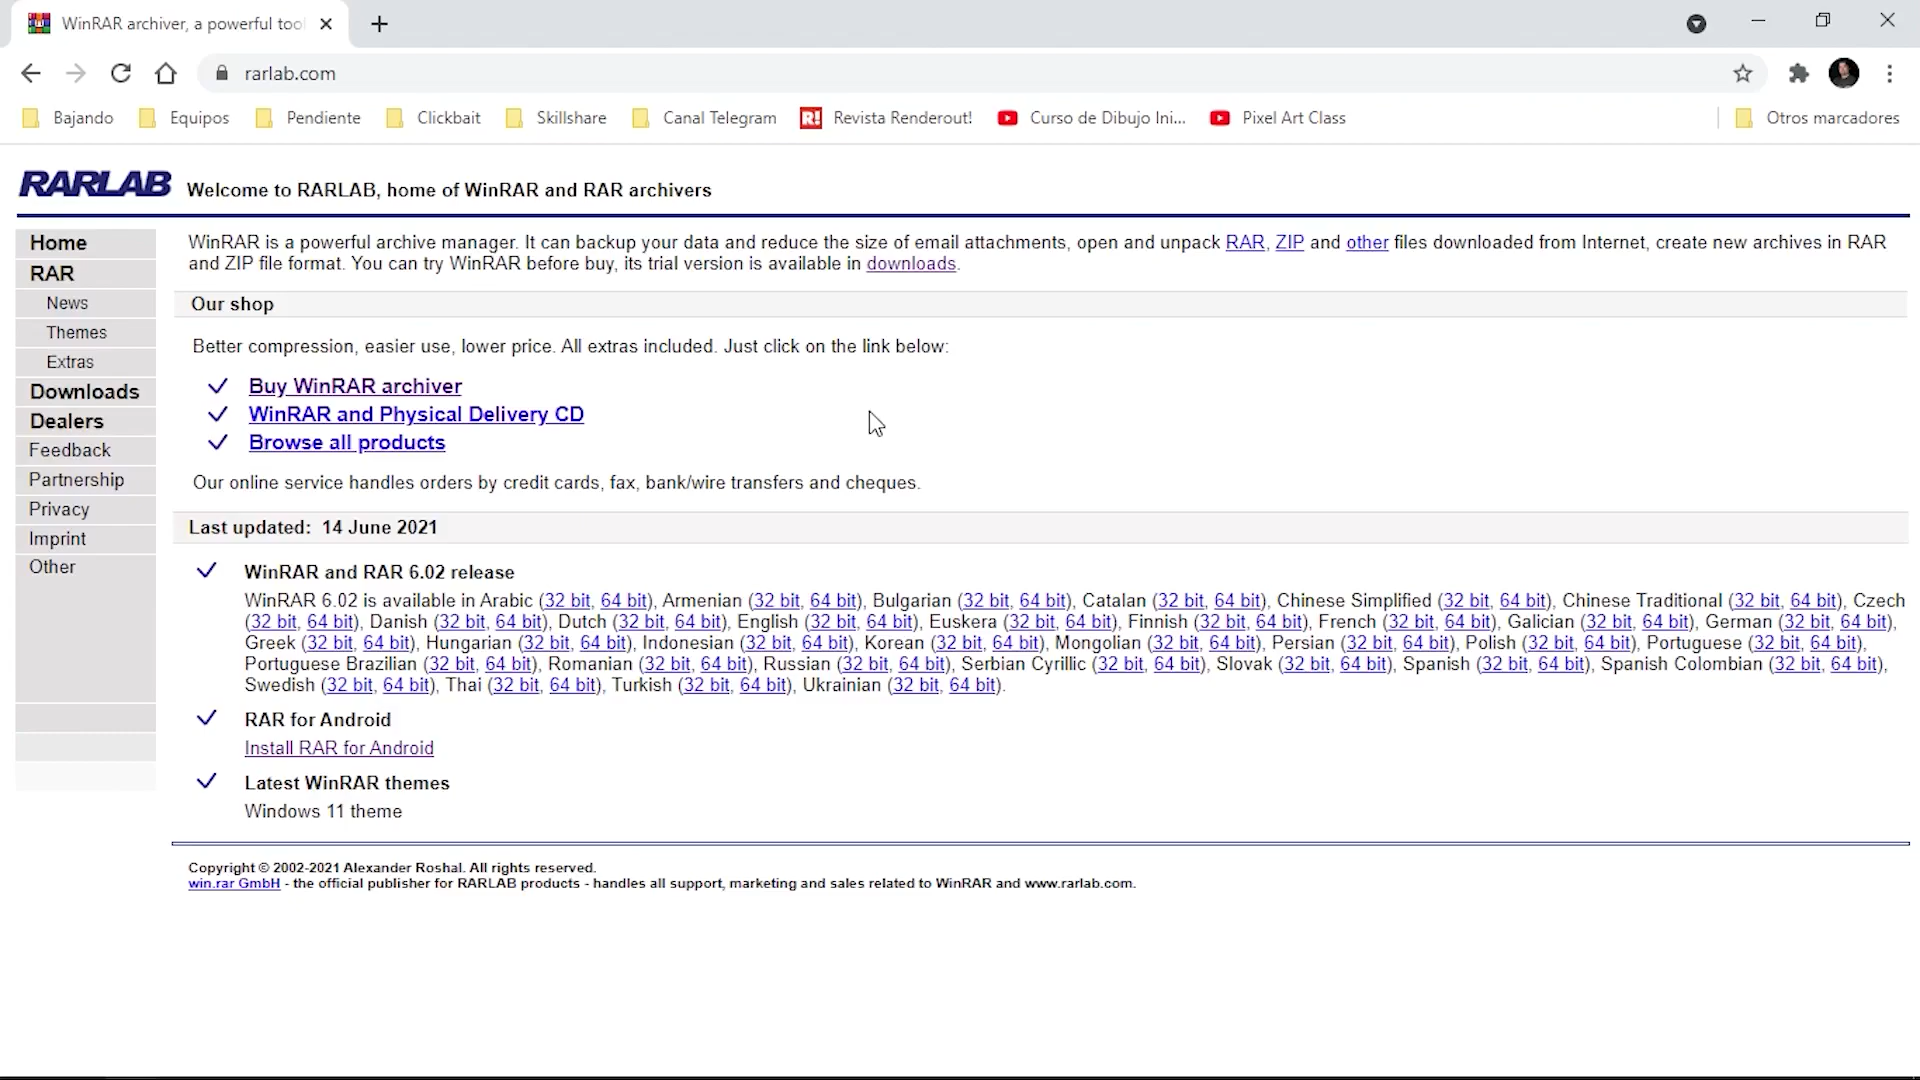 WinRAR archiver, a powerful tool
rarlab.com
Bajando
Equipos
Pendiente
Clickbait
Skillshare
Canal Telegram
R!
Revista Renderout!
Curso de Dibujo Ini...
Pixel Art Class
Otros marcadores
RARLAB
Welcome to RARLAB, home of WinRAR and RAR archivers
Home
RAR
News
Themes
Extras
Downloads
Dealers
Feedback
Partnership
Privacy
Imprint
Other
WinRAR is a powerful archive manager. It can backup your data and reduce the size of email attachments, open and unpack RAR, ZIP and other files downloaded from Internet, create new archives in RAR
and ZIP file format. You can try WinRAR before buy, its trial version is available in downloads.
Our shop
Better compression, easier use, lower price. All extras included. Just click on the link below:
Buy WinRAR archiver
WinRAR and Physical Delivery CD
Browse all products
Our online service handles orders by credit cards, fax, bank/wire transfers and cheques.
Last updated: 14 June 2021
WinRAR and RAR 6.02 release
WinRAR 6.02 is available in Arabic (32 bit, 64 bit), Armenian (32 bit, 64 bit), Bulgarian (32 bit, 64 bit), Catalan (32 bit, 64 bit), Chinese Simplified (32 bit, 64 bit), Chinese Traditional (32 bit, 64 bit), Czech
(32 bit, 64 bit), Danish (32 bit, 64 bit), Dutch (32 bit, 64 bit), English (32 bit, 64 bit), Euskera (32 bit, 64 bit), Finnish (32 bit, 64 bit), French (32 bit, 64 bit), Galician (32 bit, 64 bit), German (32 bit, 64 bit),
Greek (32 bit, 64 bit), Hungarian (32 bit, 64 bit), Indonesian (32 bit, 64 bit), Korean (32 bit, 64 bit), Mongolian (32 bit, 64 bit), Persian (32 bit, 64 bit), Polish (32 bit, 64 bit), Portuguese (32 bit, 64 bit),
Portuguese Brazilian (32 bit, 64 bit), Romanian (32 bit, 64 bit), Russian (32 bit, 64 bit), Serbian Cyrillic (32 bit, 64 bit), Slovak (32 bit, 64 bit), Spanish (32 bit, 64 bit), Spanish Colombian (32 bit, 64 bit),
Swedish (32 bit, 64 bit), Thai (32 bit, 64 bit), Turkish (32 bit, 64 bit), Ukrainian (32 bit, 64 bit).
RAR for Android
Install RAR for Android
Latest WinRAR themes
Windows 11 theme
Copyright © 2002-2021 Alexander Roshal. All rights reserved.
win.rar GmbH - the official publisher for RARLAB products - handles all support, marketing and sales related to WinRAR and www.rarlab.com.